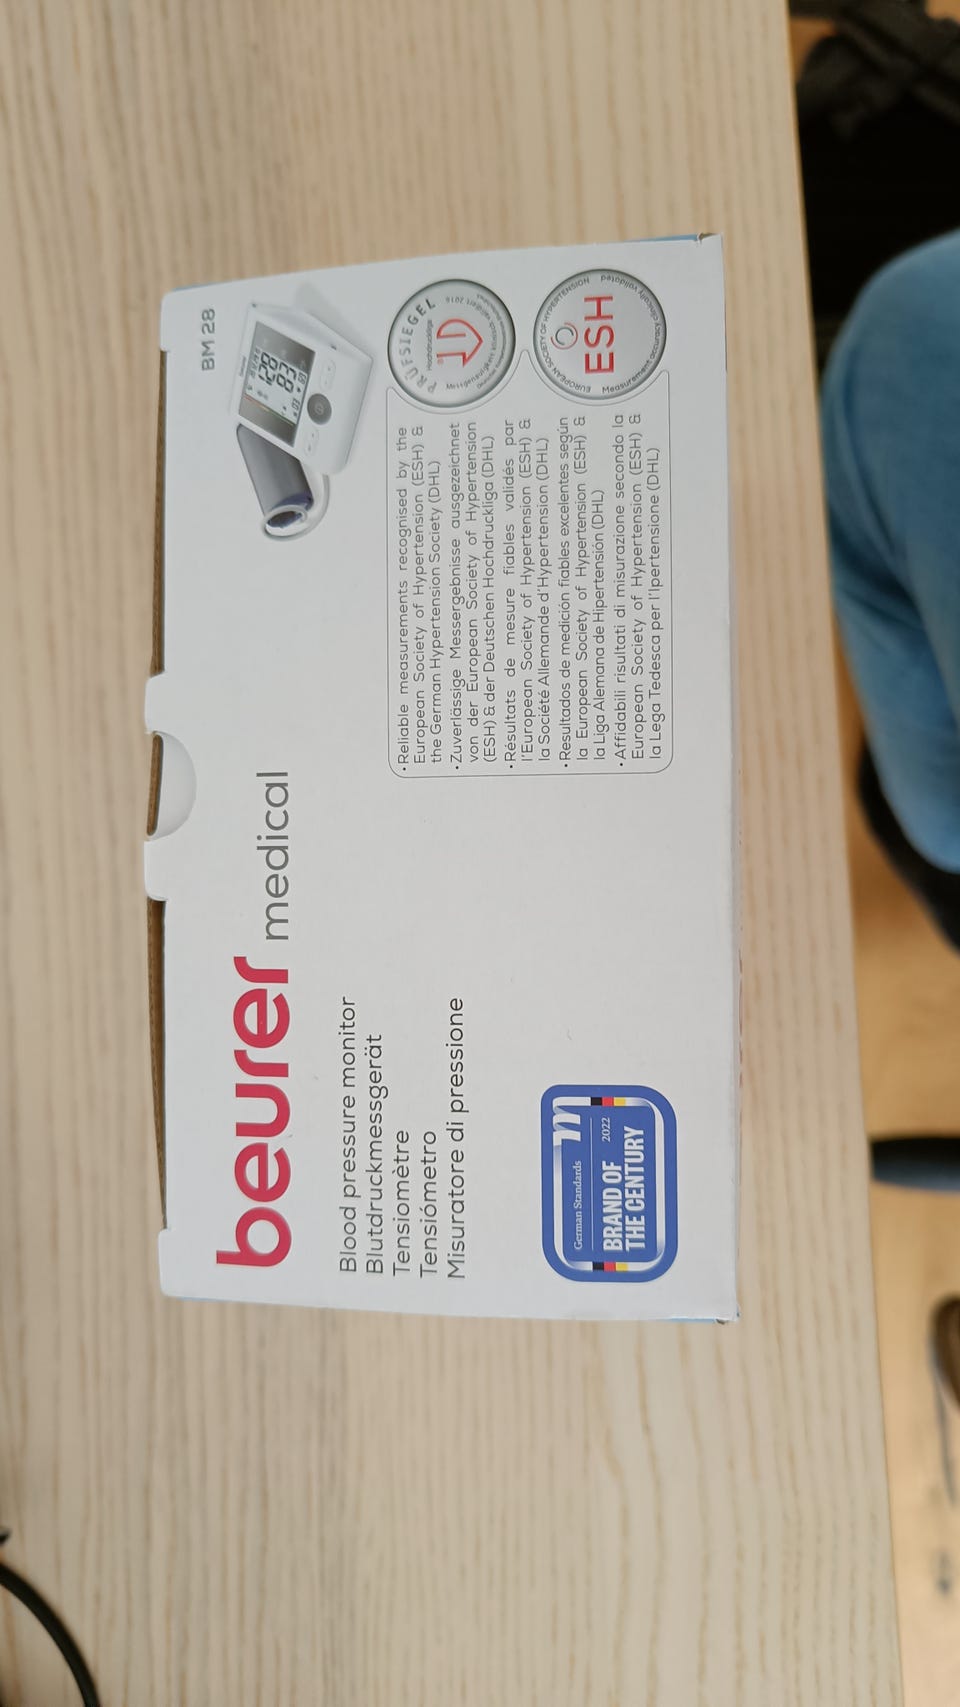 BM 28
beurer medical
Blood pressure monitor
Blutdruckmessgerät
Tensiomètre
Tensiómetro
Misuratore di pressione
• Reliable measurements recognised by the
European Society of Hypertension (ESH) &
the German Hypertension Society (DHL)
• Zuverlässige Messergebnisse ausgezeichnet
von der European Society of Hypertension
(ESH) & der Deutschen Hochdruckliga (DHL)
• Résultats de mesure fiables validés par
l'European Society of Hypertension (ESH) &
la Société Allemande d'Hypertension (DHL)
• Resultados de medición fiables excelentes según
la European Society of Hypertension (ESH) &
la Liga Alemana de Hipertensión (DHL)
• Affidabili risultati di misurazione secondo la
European Society of Hypertension (ESH) &
la Lega Tedesca per l'Ipertensione (DHL)
PRÜFSIEGEL
Hochdruckliga
EUROPEAN SOCIETY OF HYPERTENSION
ESH
Measurement accuracy clinically validated
German Standards
BRAND OF 2022
THE CENTURY